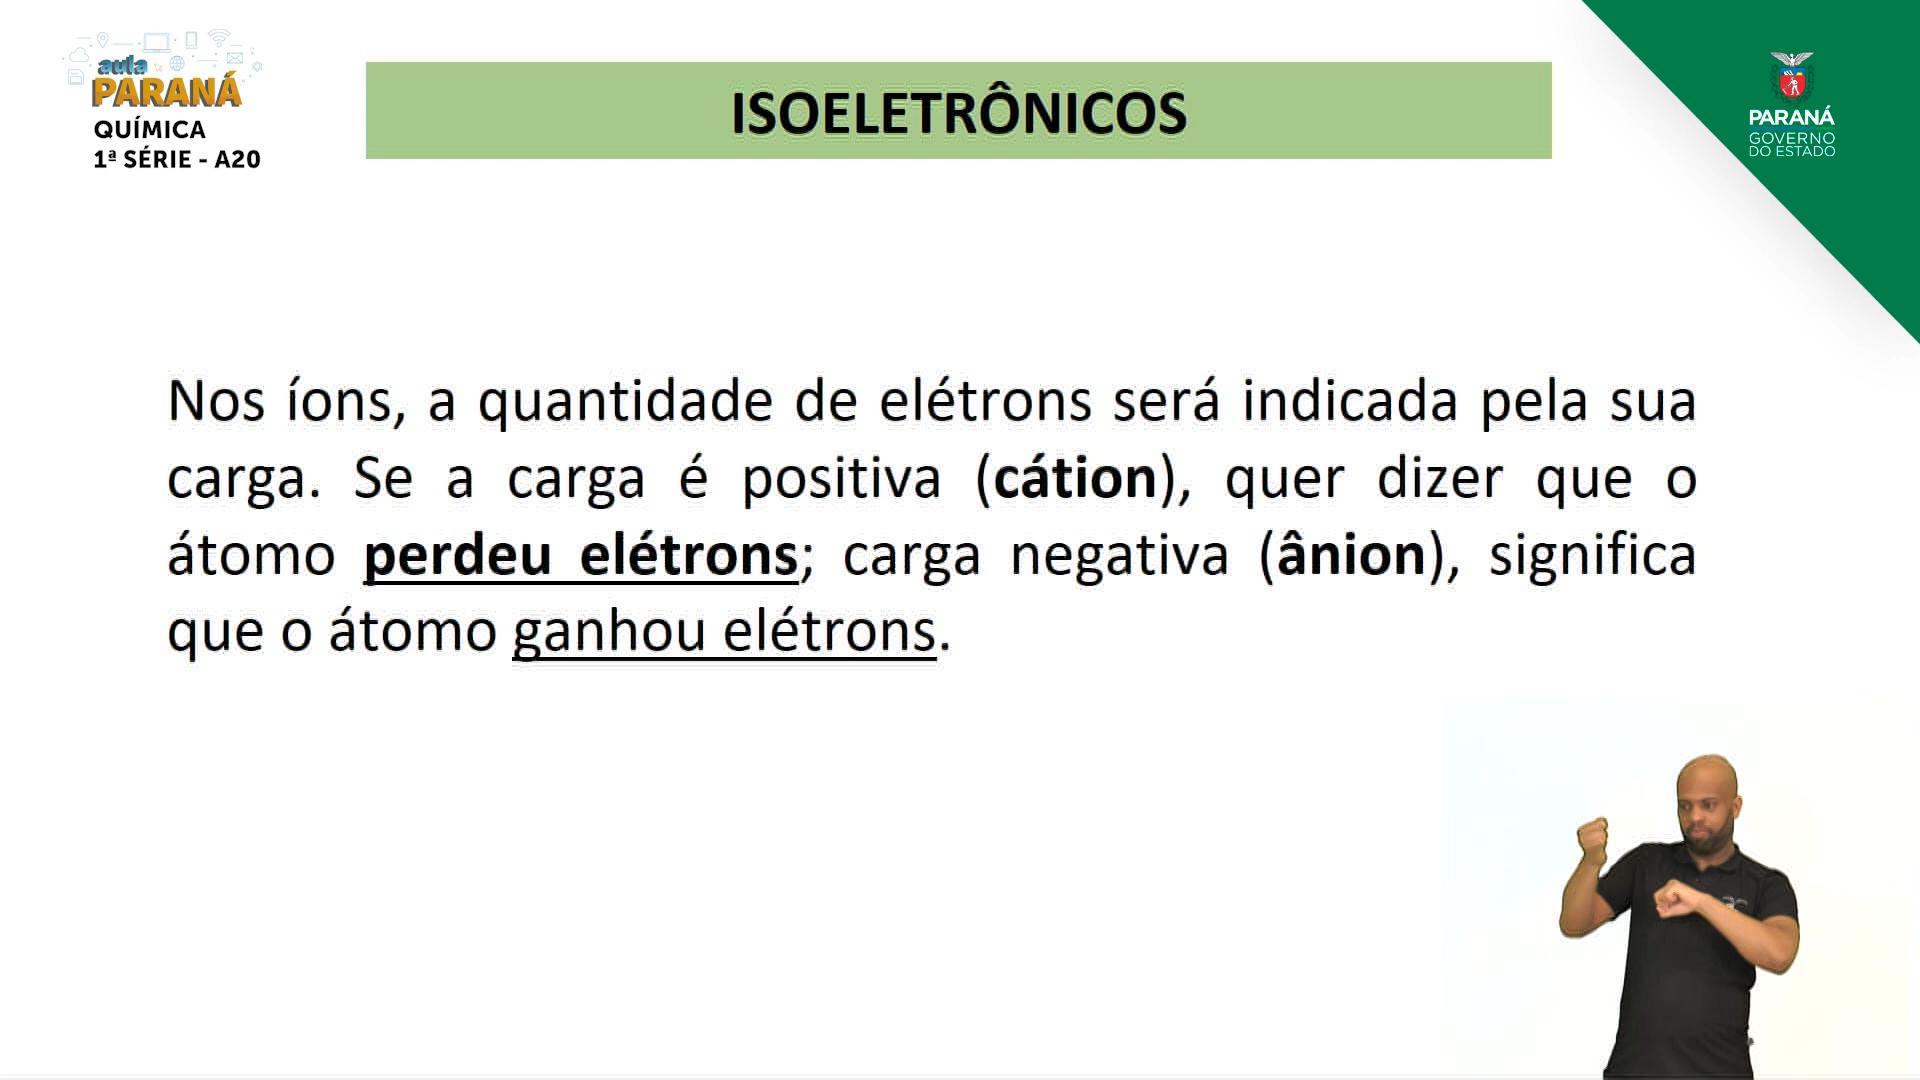 aula
PARANÁ
QUÍMICA
1ª SÉRIE - A20
ISOELETRÔNICOS
PARANÁ
GOVERNO
DO ESTADO
Nos íons, a quantidade de elétrons será indicada pela sua
carga. Se a carga é positiva (cátion), quer dizer que o
átomo perdeu elétrons; carga negativa (ânion), significa
que o átomo ganhou elétrons.